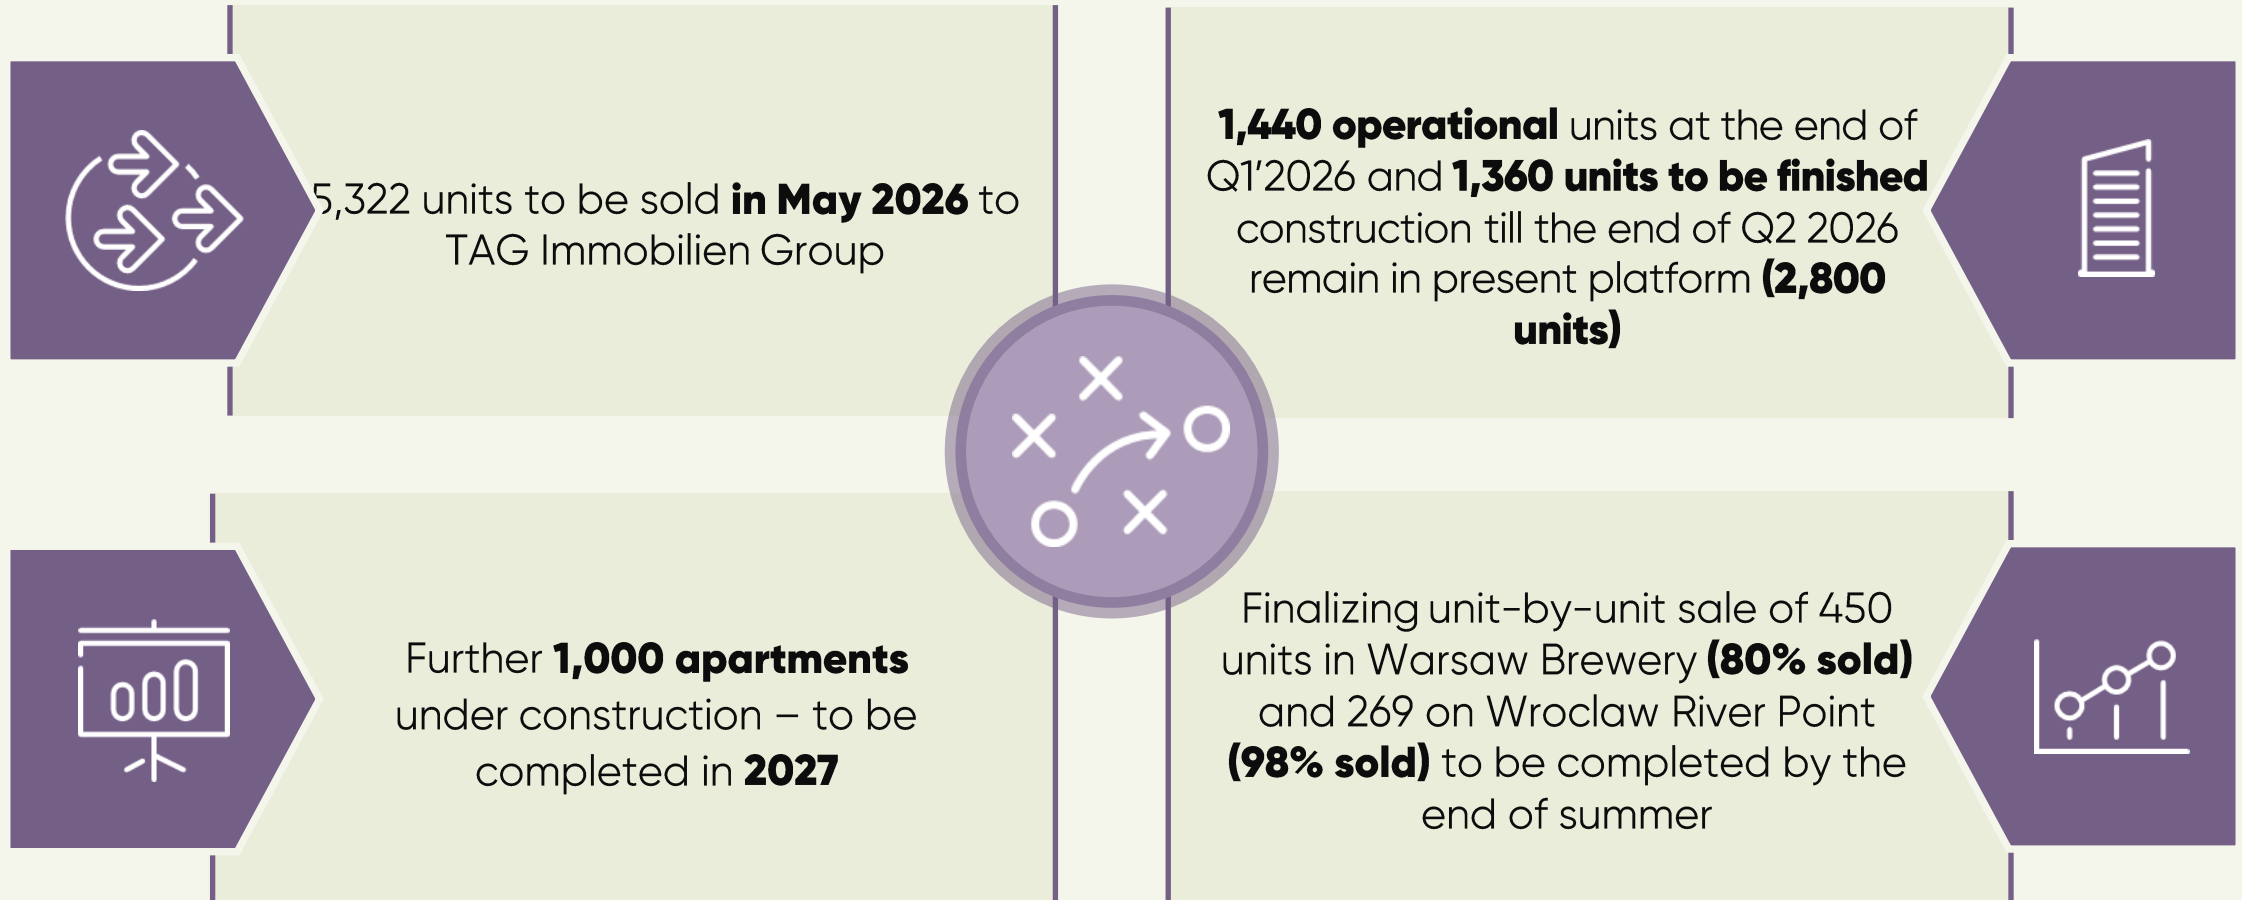 5,322 units to be sold in May 2026 to
TAG Immobilien Group
1,440 operational units at the end of
Q1'2026 and 1,360 units to be finished
construction till the end of Q2 2026
remain in present platform (2,800
units)
Further 1,000 apartments
under construction – to be
completed in 2027
Finalizing unit-by-unit sale of 450
units in Warsaw Brewery (80% sold)
and 269 on Wroclaw River Point
(98% sold) to be completed by the
end of summer